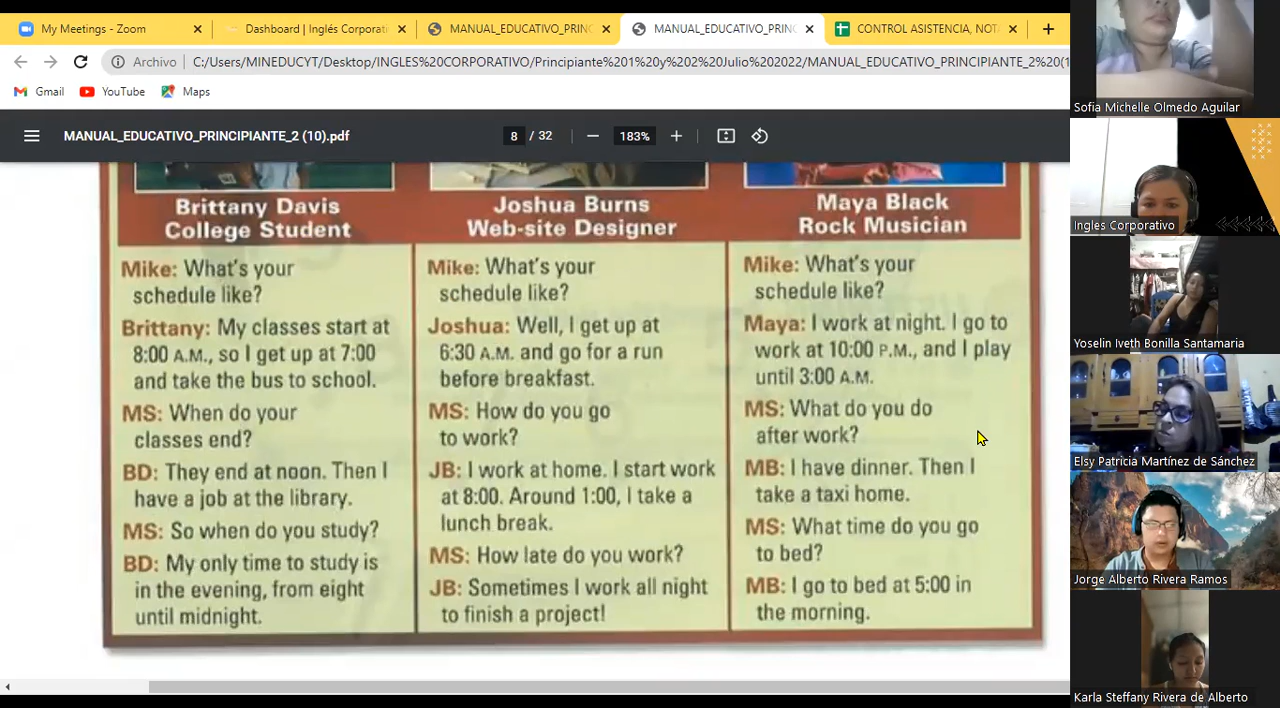 My Meetings - Zoom
Dashboard | Inglés Corporati
MANUAL_EDUCATIVO_PRINC
MANUAL_EDUCATIVO_PRINC
CONTROL ASISTENCIA, NOT
Archivo C:/Users/MINEDUCYT/Desktop/INGLES%20CORPORATIVO/Principiante%201%20y%202%20Julio%202022/MANUAL_EDUCATIVO_PRINCIPIANTE_2%20(1
Gmail YouTube Maps
MANUAL_EDUCATIVO_PRINCIPIANTE_2 (10).pdf 8 / 32 183%
Brittany Davis
College Student
Mike: What's your
schedule like?
Brittany: My classes start at
8:00 A.M., so I get up at 7:00
and take the bus to school.
MS: When do your
classes end?
BD: They end at noon. Then I
have a job at the library.
MS: So when do you study?
BD: My only time to study is
in the evening, from eight
until midnight.
Joshua Burns
Web-site Designer
Mike: What's your
schedule like?
Joshua: Well, I get up at
6:30 A.M. and go for a run
before breakfast.
MS: How do you go
to work?
JB: I work at home. I start work
at 8:00. Around 1:00, I take a
lunch break.
MS: How late do you work?
JB: Sometimes I work all night
to finish a project!
Maya Black
Rock Musician
Mike: What's your
schedule like?
Maya: I work at night. I go to
work at 10:00 P.M., and I play
until 3:00 A.M.
MS: What do you do
after work?
MB: I have dinner. Then I
take a taxi home.
MS: What time do you go
to bed?
MB: I go to bed at 5:00 in
the morning.
Sofia Michelle Olmedo Aguilar
Ingles Corporativo
Yoselin Iveth Bonilla Santamaria
Elsy Patricia Martínez de Sánchez
Jorge Alberto Rivera Ramos
Karla Steffany Rivera de Alberto